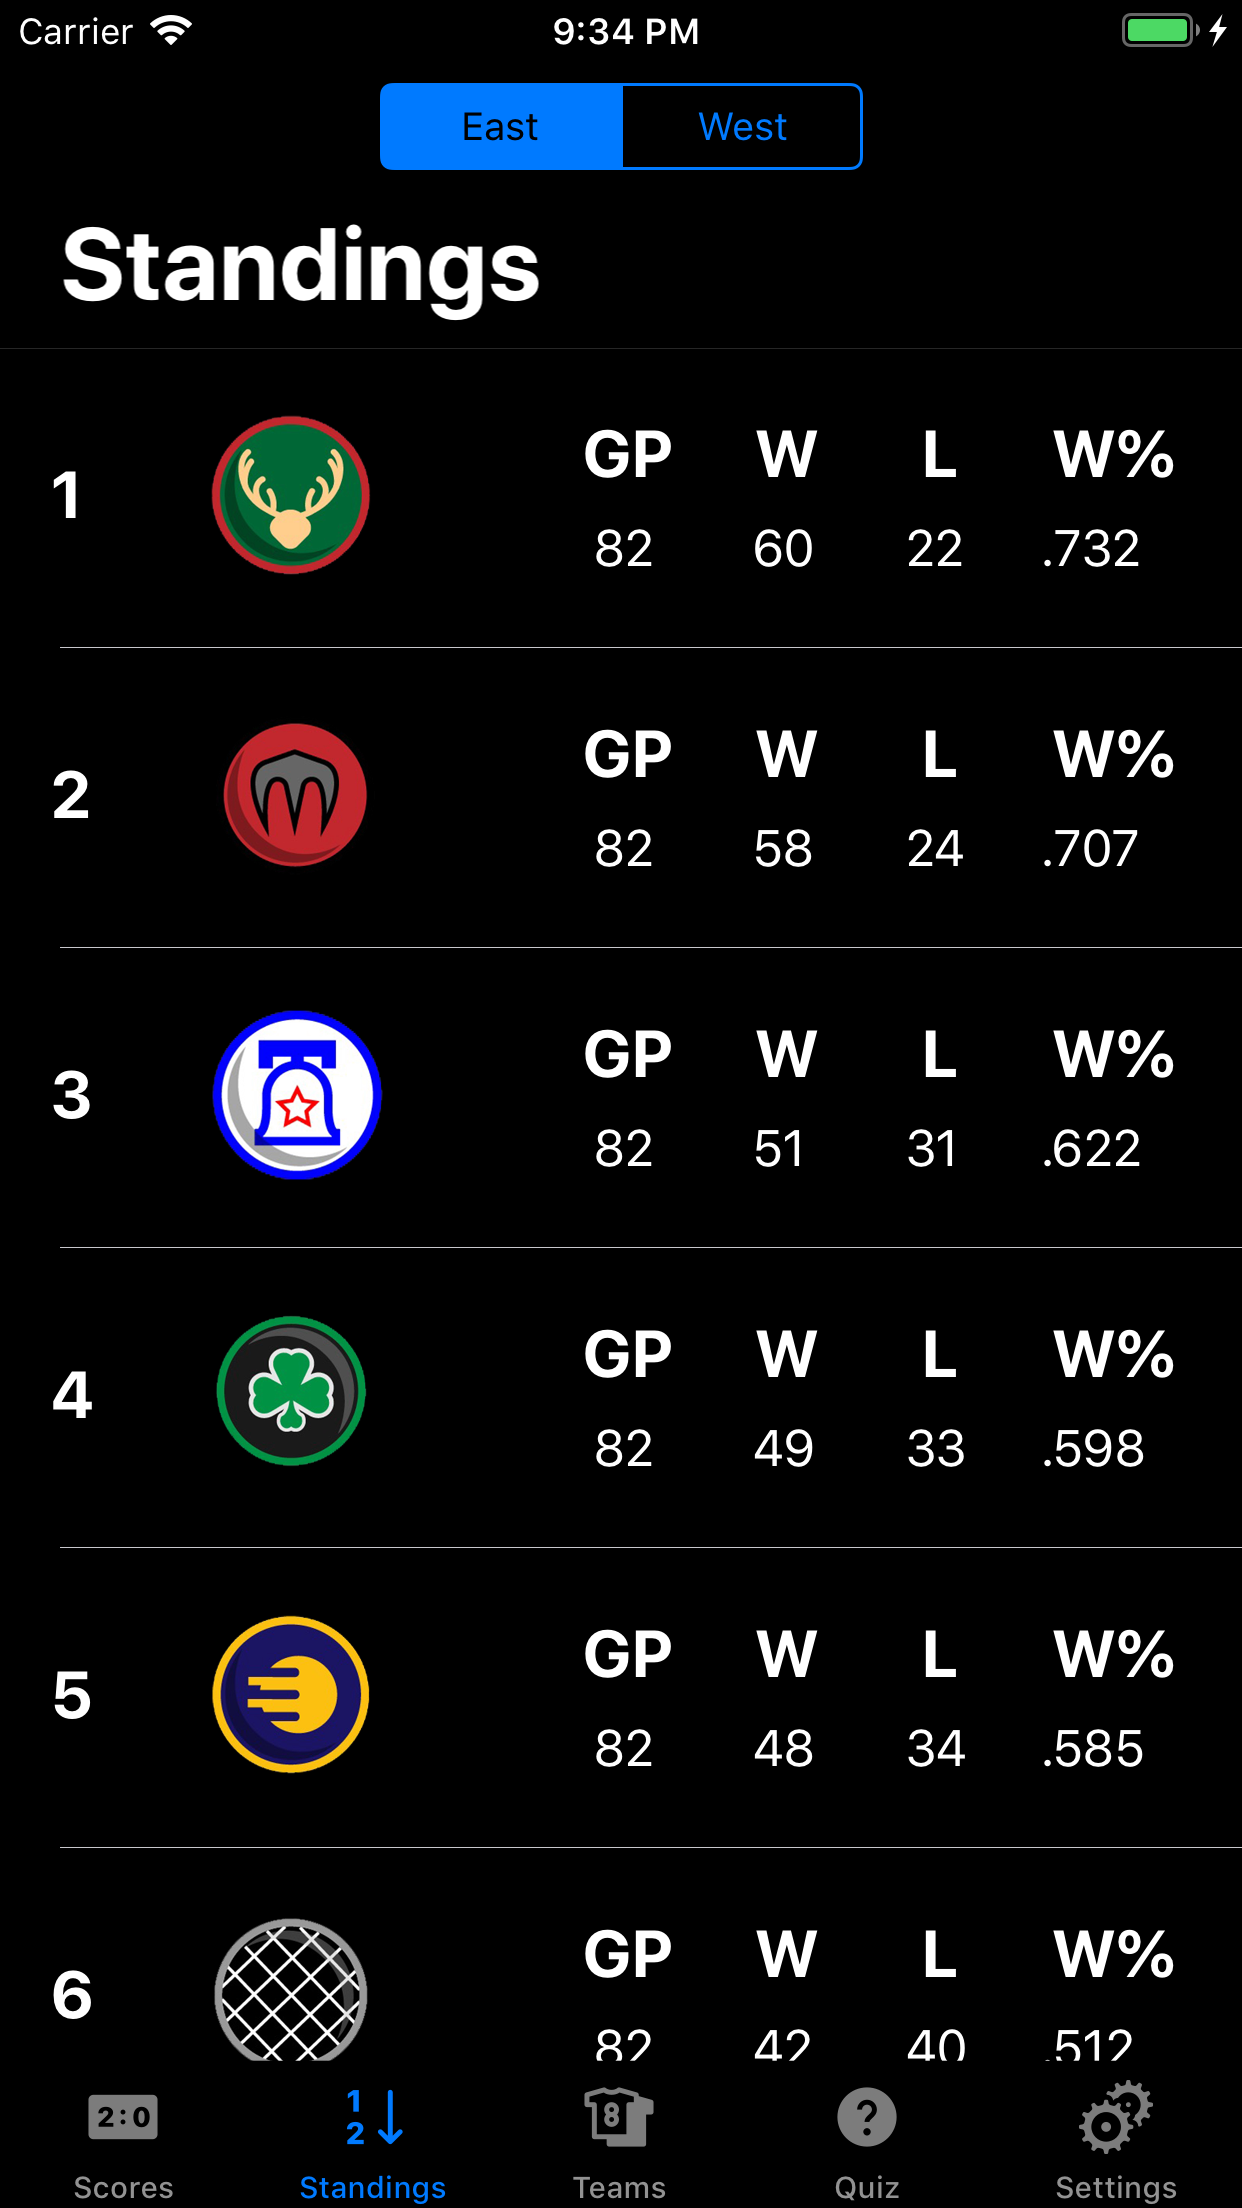 Carrier 9:34 PM
East West
Standings
GP W L W%
1
82 60 22 .732
GP W L W%
2
82 58 24 .707
GP W L W%
3
82 51 31 .622
GP W L W%
4
82 49 33 .598
GP W L W%
5
82 48 34 .585
GP W L W%
6
82 42 40 .512
2:0 1 2 8 ?
Scores Standings Teams Quiz Settings